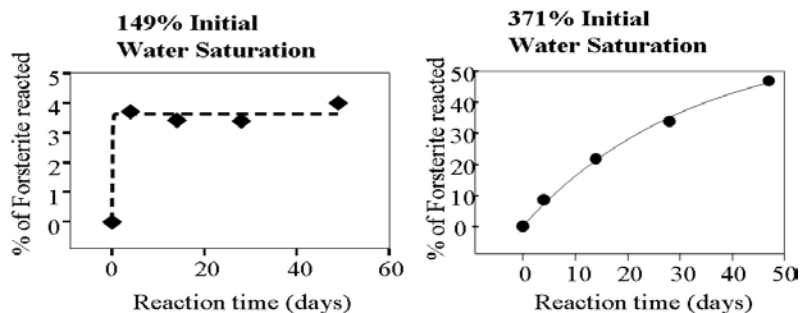 149% Initial
Water Saturation
% of Forsterite reacted
5
4
3
2
1
0
0
20
40
60
Reaction time (days)
371% Initial
Water Saturation
% of Forsterite reacted
50
40
30
20
10
0
0
10
20
30
40
50
Reaction time (days)